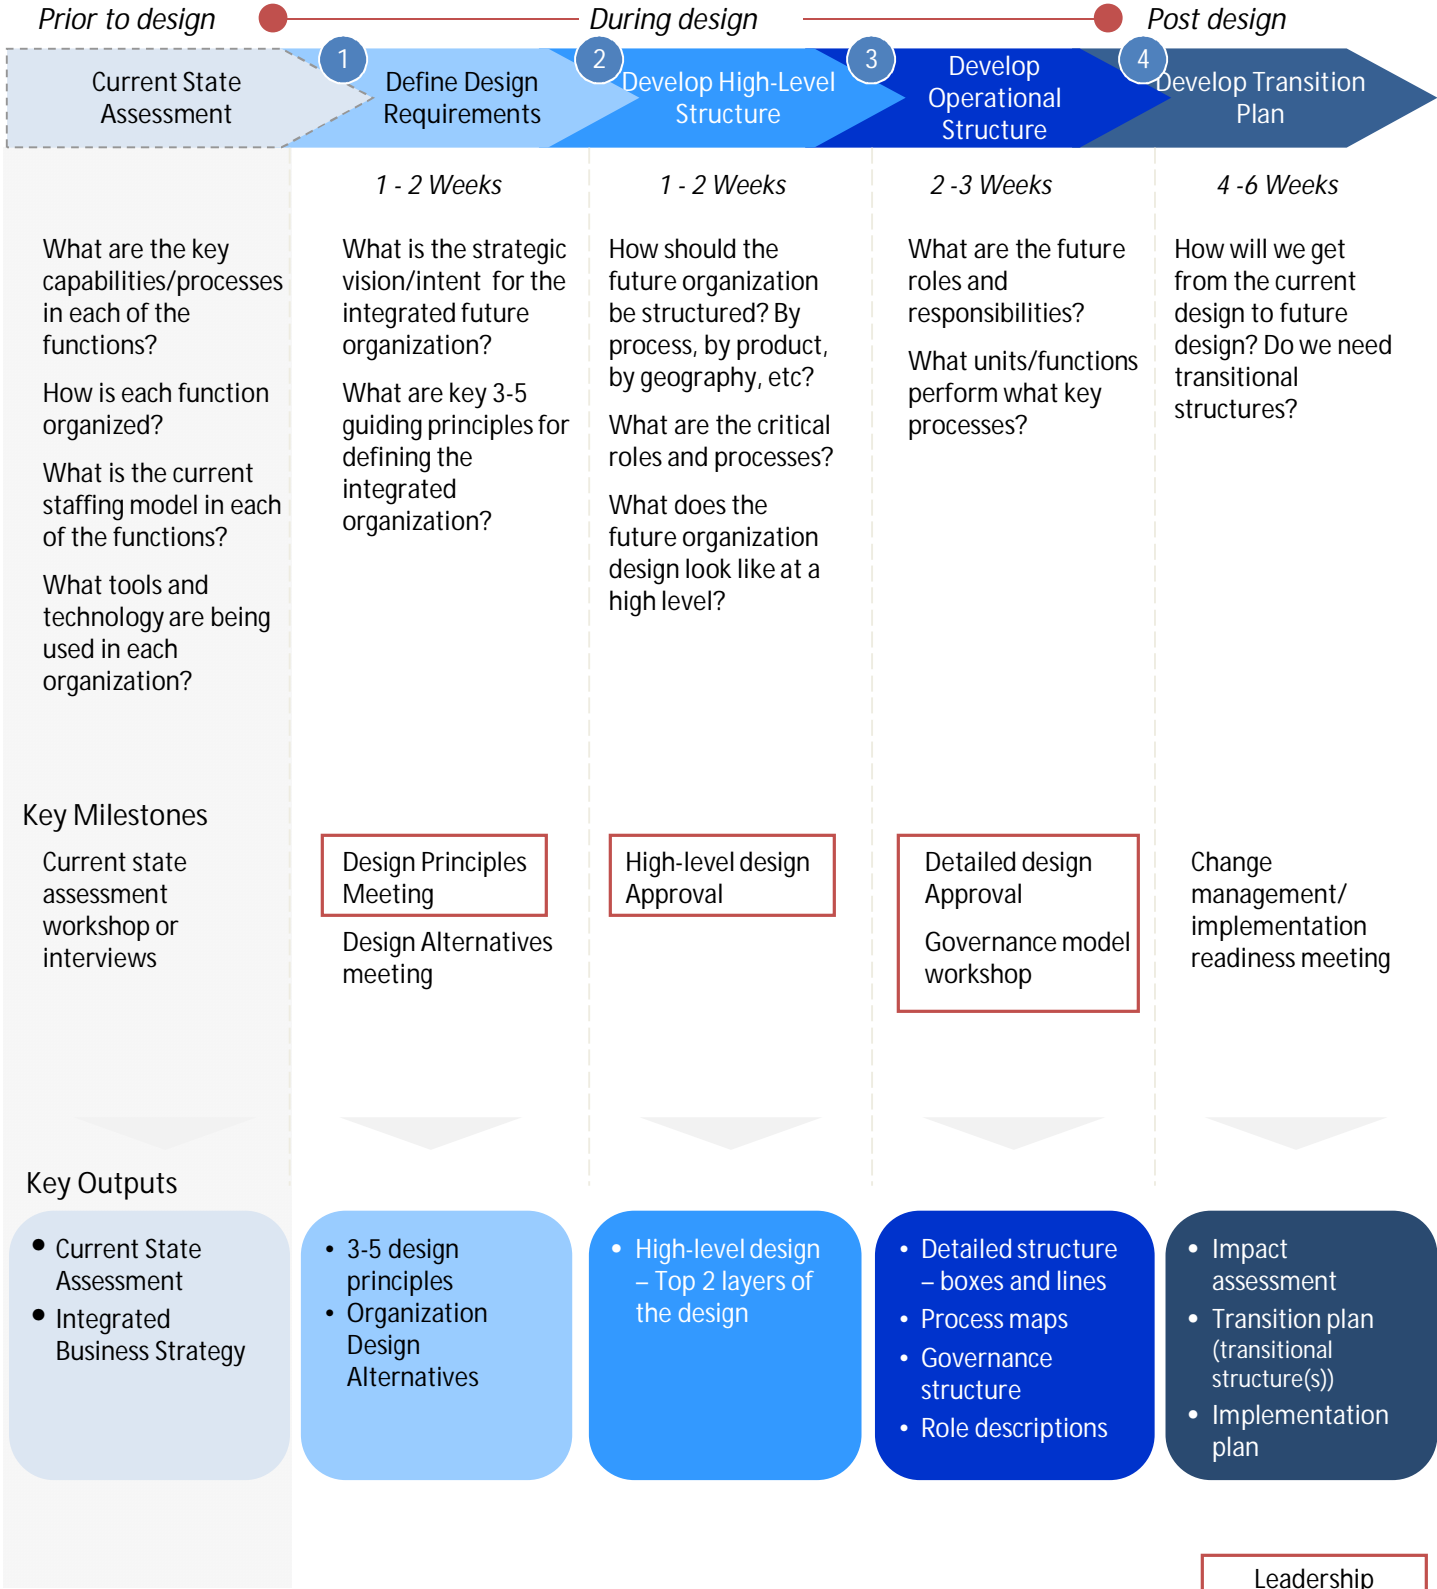 Prior to design
During design
Post design
Current State
Assessment
1
Define Design
Requirements
2
Develop High-Level
Structure
3
Develop
Operational
Structure
4
Develop Transition
Plan
1 - 2 Weeks
1 - 2 Weeks
2 -3 Weeks
4 -6 Weeks
What are the key
capabilities/processes
in each of the
functions?
How is each function
organized?
What is the current
staffing model in each
of the functions?
What tools and
technology are being
used in each
organization?
What is the strategic
vision/intent for the
integrated future
organization?
What are key 3-5
guiding principles for
defining the
integrated
organization?
How should the
future organization
be structured? By
process, by product,
by geography, etc?
What are the critical
roles and processes?
What does the
future organization
design look like at a
high level?
What are the future
roles and
responsibilities?
What units/functions
perform what key
processes?
How will we get
from the current
design to future
design? Do we need
transitional
structures?
Key Milestones
Current state
assessment
workshop or
interviews
Design Principles
Meeting
Design Alternatives
meeting
High-level design
Approval
Detailed design
Approval
Governance model
workshop
Change
management/
implementation
readiness meeting
Key Outputs
• Current State
Assessment
• Integrated
Business Strategy
• 3-5 design
principles
• Organization
Design
Alternatives
• High-level design
– Top 2 layers of
the design
• Detailed structure
– boxes and lines
• Process maps
• Governance
structure
• Role descriptions
• Impact
assessment
• Transition plan
(transitional
structure(s))
• Implementation
plan
Leadership